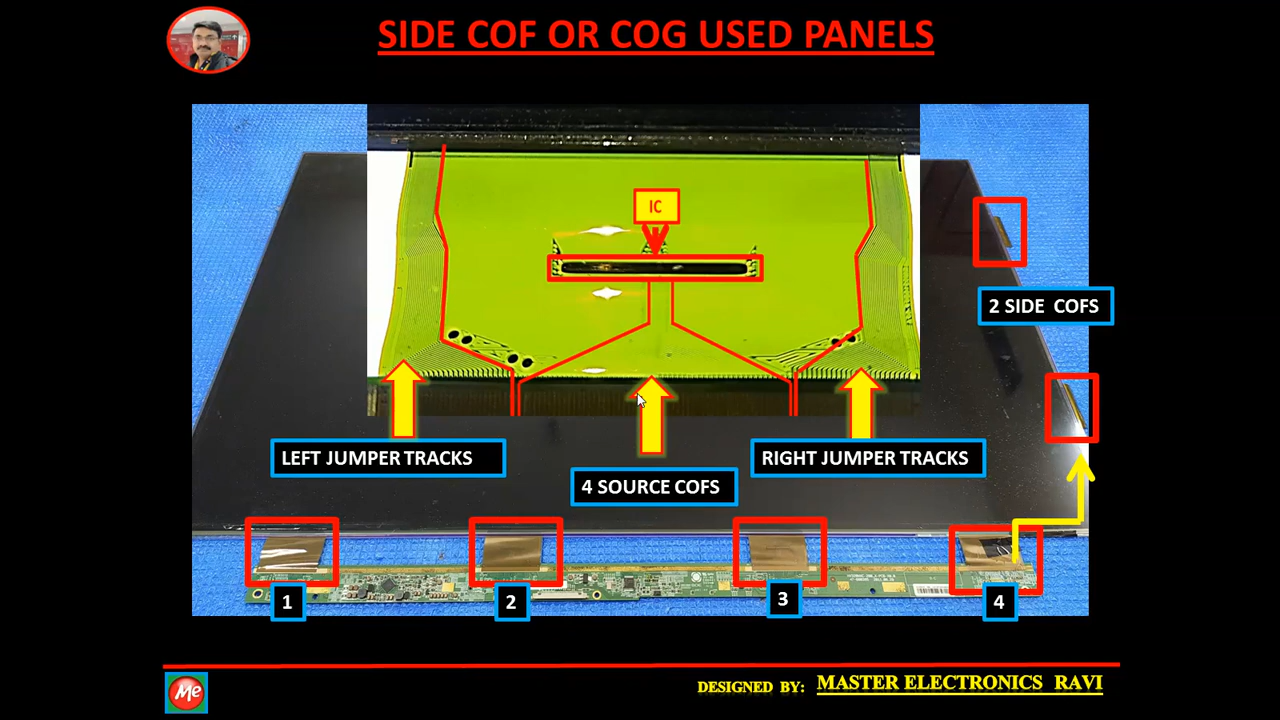 SIDE COF OR COG USED PANELS
IC
2 SIDE COFS
LEFT JUMPER TRACKS
RIGHT JUMPER TRACKS
4 SOURCE COFS
1
2
3
4
Me
DESIGNED BY: MASTER ELECTRONICS RAVI